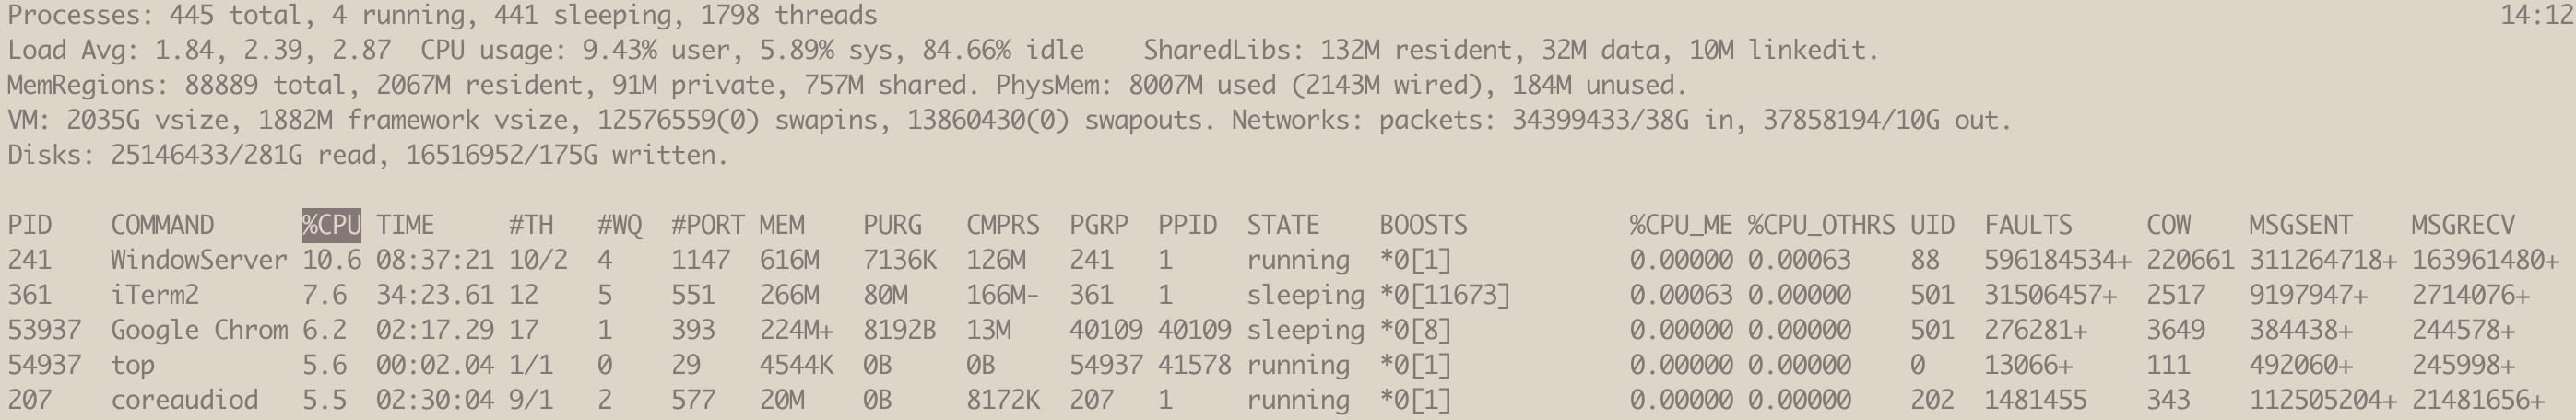 Processes: 445 total, 4 running, 441 sleeping, 1798 threads 14:12
Load Avg: 1.84, 2.39, 2.87  CPU usage: 9.43% user, 5.89% sys, 84.66% idle    SharedLibs: 132M resident, 32M data, 10M linkedit.
MemRegions: 88889 total, 2067M resident, 91M private, 757M shared. PhysMem: 8007M used (2143M wired), 184M unused.
VM: 2035G vsize, 1882M framework vsize, 12576559(0) swapins, 13860430(0) swapouts. Networks: packets: 34399433/38G in, 37858194/10G out.
Disks: 25146433/281G read, 16516952/175G written.
PID    COMMAND      %CPU TIME     #TH   #WQ  #PORT MEM    PURG   CMPRS  PGRP  PPID  STATE    BOOSTS           %CPU_ME %CPU_OTHRS UID  FAULTS     COW    MSGSENT    MSGRECV
241    WindowServer 10.6 08:37:21 10/2  4    1147  616M   7136K  126M   241   1     running  *0[1]            0.00000 0.00063    88   596184534+ 220661 311264718+ 163961480+
361    iTerm2       7.6  34:23.61 12    5    551   266M   80M    166M-  361   1     sleeping *0[11673]        0.00063 0.00000    501  31506457+  2517   9197947+   2714076+
53937  Google Chrom 6.2  02:17.29 17    1    393   224M+  8192B  13M    40109 40109 sleeping *0[8]            0.00000 0.00000    501  276281+    3649   384438+    244578+
54937  top          5.6  00:02.04 1/1   0    29    4544K  0B     0B     54937 41578 running  *0[1]            0.00000 0.00000    0    13066+     111    492060+    245998+
207    coreaudiod   5.5  02:30:04 9/1   2    577   20M    0B     8172K  207   1     running  *0[1]            0.00000 0.00000    202  1481455    343    112505204+ 21481656+